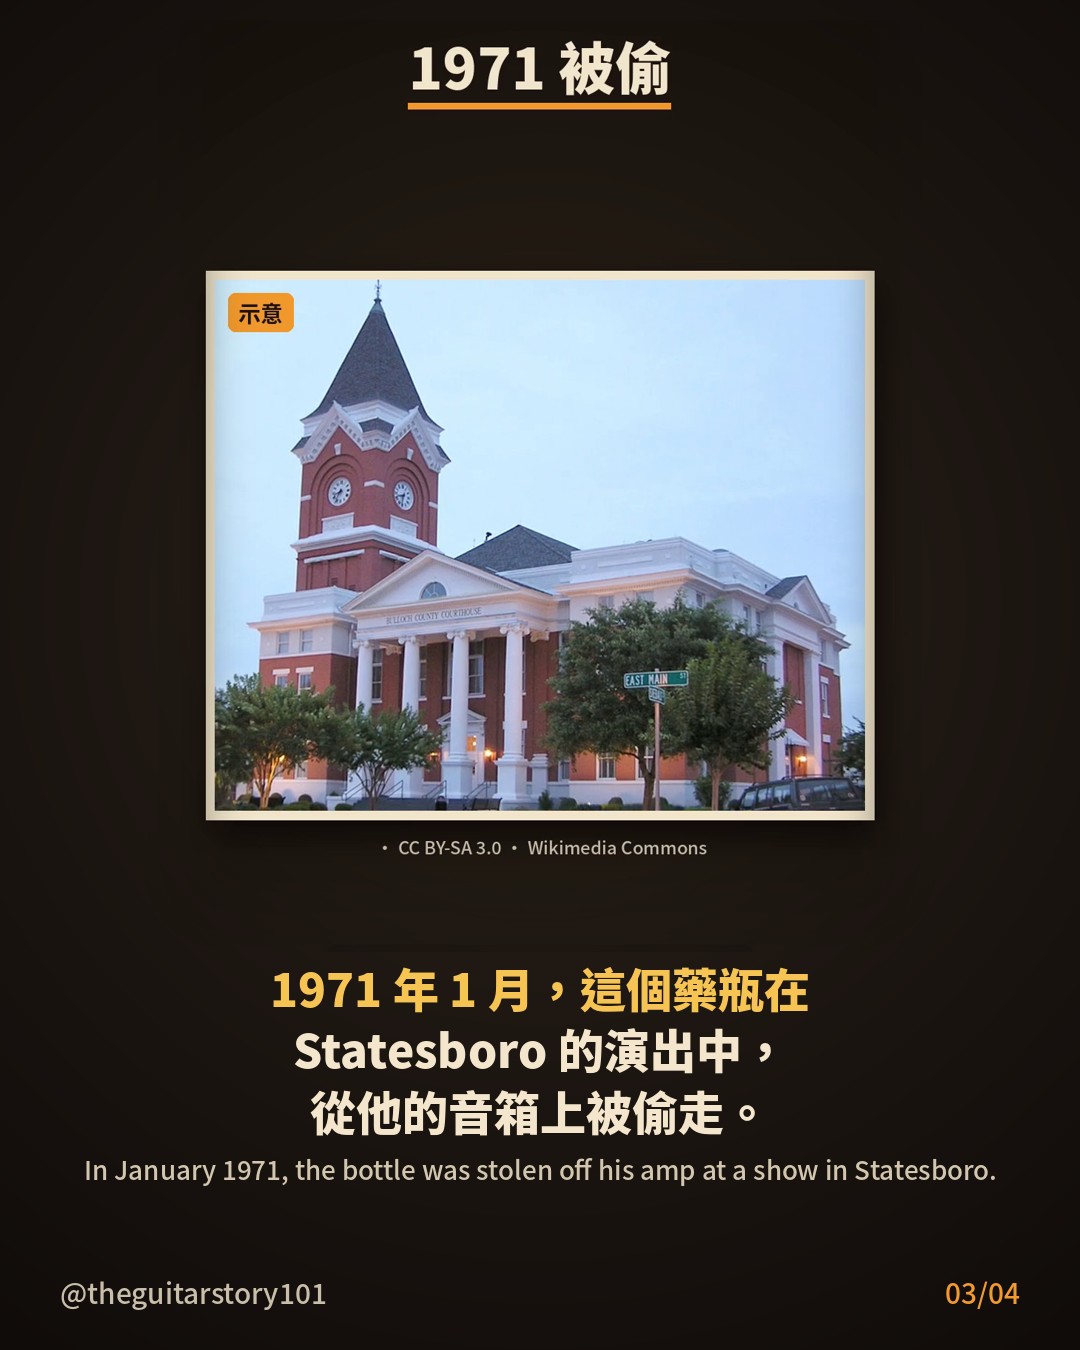 1971 被偷
示意
BULLOCH COUNTY COURTHOUSE
EAST MAIN ST
・ CC BY-SA 3.0 ・ Wikimedia Commons
1971 年 1 月，這個藥瓶在
Statesboro 的演出中，
從他的音箱上被偷走。
In January 1971, the bottle was stolen off his amp at a show in Statesboro.
@theguitarstory101
03/04